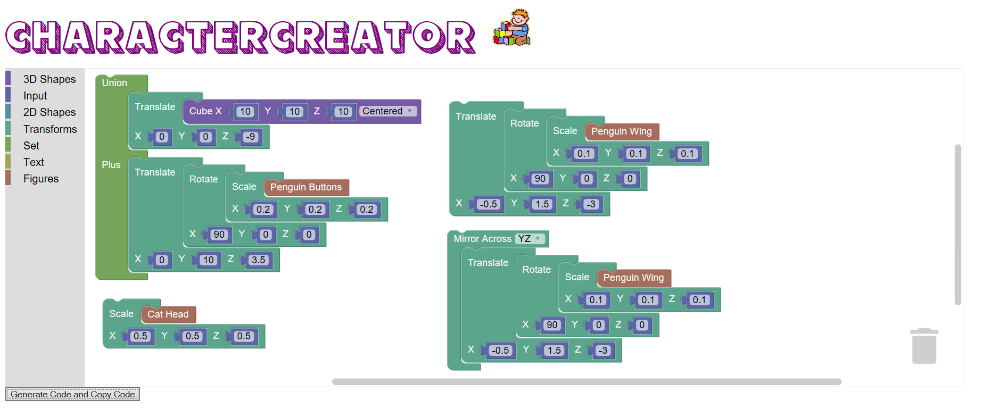 CHARACTERCREATOR
3D Shapes
Input
2D Shapes
Transforms
Set
Text
Figures
Union
Translate Cube X 10 Y 10 Z 10 Centered
X 0 Y 0 Z -9
Plus
Translate
Rotate
Scale Penguin Buttons
X 0.2 Y 0.2 Z 0.2
X 90 Y 0 Z 0
X 0 Y 10 Z 3.5
Scale Cat Head
X 0.5 Y 0.5 Z 0.5
Translate
Rotate
Scale Penguin Wing
X 0.1 Y 0.1 Z 0.1
X 90 Y 0 Z 0
X -0.5 Y 1.5 Z -3
Mirror Across YZ
Translate
Rotate
Scale Penguin Wing
X 0.1 Y 0.1 Z 0.1
X 90 Y 0 Z 0
X -0.5 Y 1.5 Z -3
Generate Code and Copy Code